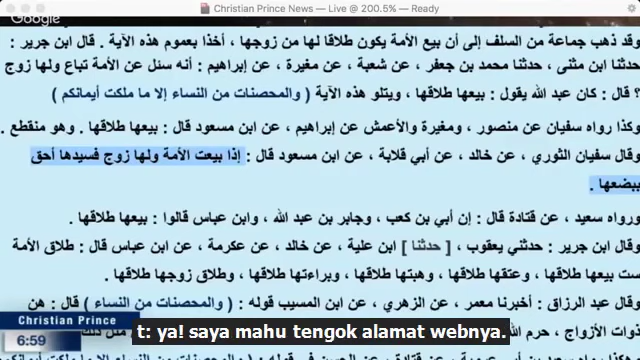 Christian Prince News — Live @ 200.5% — Ready
Google
وقد ذهب جماعة من السلف إلى أن بيع الأمة يكون طلاقا لها من زوجها ، أخذا بعموم هذه الآية . قال ابن جرير :
حدثنا ابن مثنى ، حدثنا محمد بن جعفر ، عن شعبة ، عن مغيرة ، عن إبراهيم : أنه سئل عن الأمة تباع ولها زوج
؟ قال : كان عبد الله يقول : بيعها طلاقها ، ويتلو هذه الآية ( والمحصنات من النساء إلا ما ملكت أيمانكم )
وكذا رواه سفيان عن منصور ، ومغيرة والأعمش عن إبراهيم ، عن ابن مسعود قال : بيعها طلاقها . وهو منقطع .
وقال سفيان الثوري ، عن خالد ، عن أبي قلابة ، عن ابن مسعود قال : إذا بيعت الأمة ولها زوج فسيدها أحق
ببضعها .
ورواه سعيد ، عن قتادة قال : إن أبي بن كعب ، وجابر بن عبد الله ، وابن عباس قالوا : بيعها طلاقها .
وقال ابن جرير : حدثني يعقوب ، [ حدثنا ] ابن علية ، عن خالد ، عن عكرمة ، عن ابن عباس قال : طلاق الأمة
ست بيعها طلاقها ، وعتقها طلاقها ، وهبتها طلاقها ، وبراءتها طلاقها ، وطلاق زوجها طلاقها .
وقال عبد الرزاق : أخبرنا معمر ، عن الزهري ، عن ابن المسيب قوله : ( والمحصنات من النساء ) قال : هن
ذوات الأزواج ، حرم الله
Christian Prince
6:59
t: ya! saya mahu tengok alamat webnya.